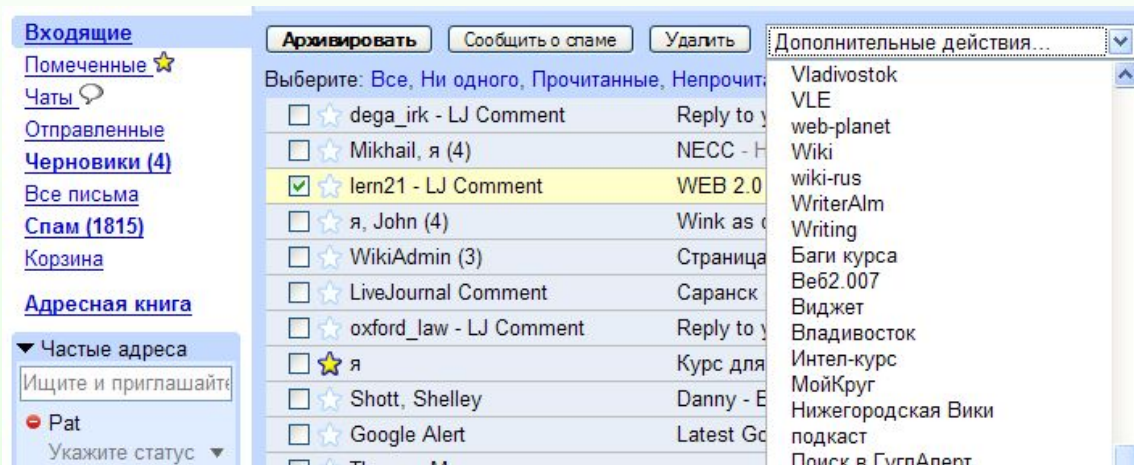 Входящие
Помеченные
Чаты
Отправленные
Черновики (4)
Все письма
Спам (1815)
Корзина
Адресная книга
Частые адреса
Ищите и приглашайте
Pat
Укажите статус
Архивировать Сообщить о спаме Удалить Дополнительные действия...
Выберите: Все, Ни одного, Прочитанные,
dega_irk - LJ Comment Reply to
Mikhail, я (4) NECC -
lern21 - LJ Comment WEB 2.0
я, John (4) Wink as
WikiAdmin (3) Страница
LiveJournal Comment Саранск
oxford_law - LJ Comment Reply to
я Курс для
Shott, Shelley Danny -
Google Alert Latest
Vladivostok
VLE
web-planet
Wiki
wiki-rus
WriterAlm
Writing
Баги курса
Веб2.007
Виджет
Владивосток
Интел-курс
МойКруг
Нижегородская Вики
подкаст
Поиск в ГуглАлерт